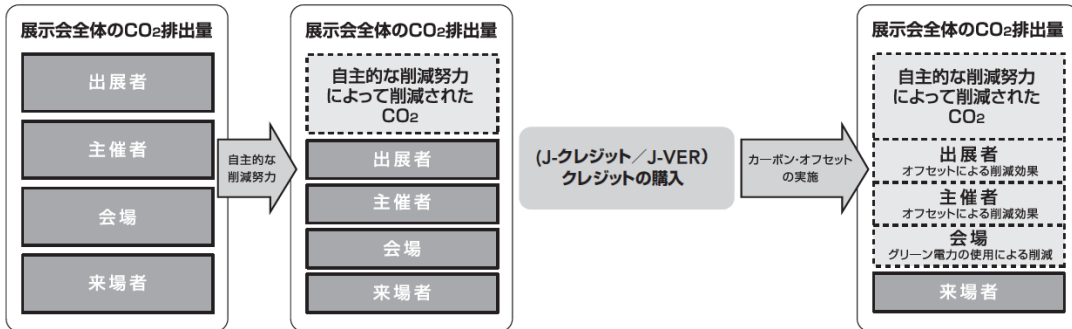 展示会全体のCO₂排出量
出展者
主催者
会場
来場者
自主的な
削減努力
展示会全体のCO₂排出量
自主的な削減努力
によって削減された
CO₂
出展者
主催者
会場
来場者
(J-クレジット／J-VER)
クレジットの購入
カーボン・オフセット
の実施
展示会全体のCO₂排出量
自主的な削減努力
によって削減された
CO₂
出展者
オフセットによる削減効果
主催者
オフセットによる削減効果
会場
グリーン電力の使用による削減
来場者